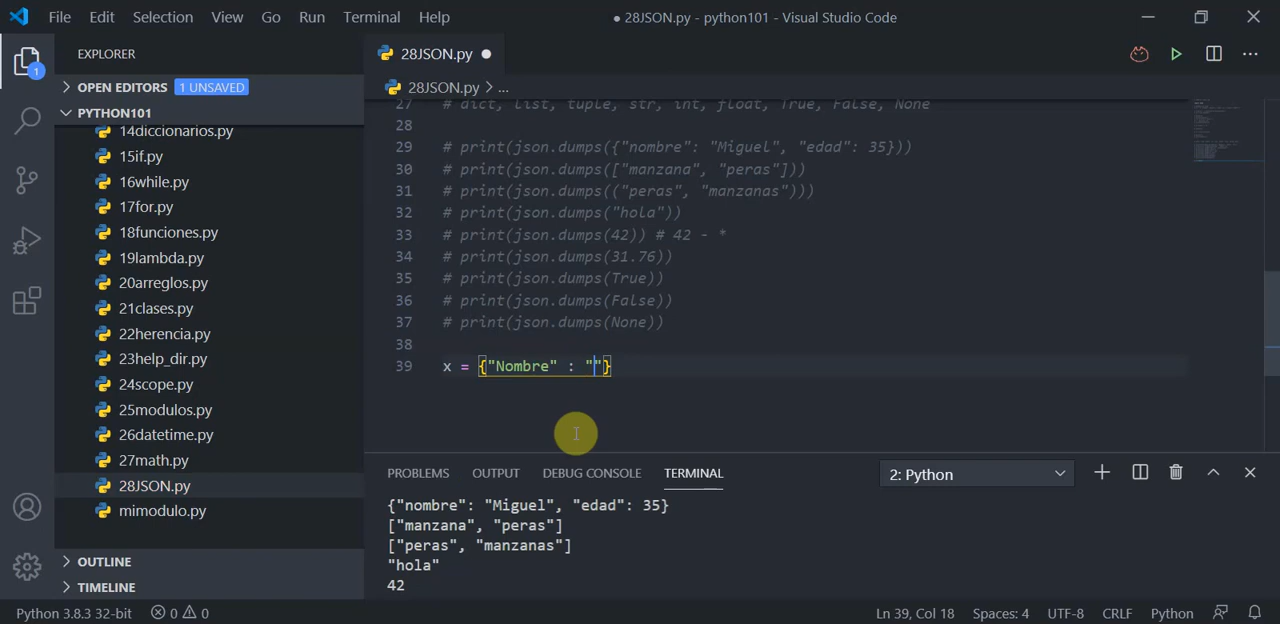 File Edit Selection View Go Run Terminal Help
● 28JSON.py - python101 - Visual Studio Code
EXPLORER
1
OPEN EDITORS 1 UNSAVED
PYTHON101
14diccionarios.py
15if.py
16while.py
17for.py
18funciones.py
19lambda.py
20arreglos.py
21clases.py
22herencia.py
23help_dir.py
24scope.py
25modulos.py
26datetime.py
27math.py
28JSON.py
mimodulo.py
OUTLINE
TIMELINE
28JSON.py ●
28JSON.py > ...
27 # dict, list, tuple, str, int, float, True, False, None
28
29 # print(json.dumps({"nombre": "Miguel", "edad": 35}))
30 # print(json.dumps(["manzana", "peras"]))
31 # print(json.dumps(("peras", "manzanas")))
32 # print(json.dumps("hola"))
33 # print(json.dumps(42)) # 42 - *
34 # print(json.dumps(31.76))
35 # print(json.dumps(True))
36 # print(json.dumps(False))
37 # print(json.dumps(None))
38
39 x = {"Nombre" : ""}
PROBLEMS OUTPUT DEBUG CONSOLE TERMINAL
2: Python
{"nombre": "Miguel", "edad": 35}
["manzana", "peras"]
["peras", "manzanas"]
"hola"
42
Python 3.8.3 32-bit 0 0
Ln 39, Col 18 Spaces: 4 UTF-8 CRLF Python